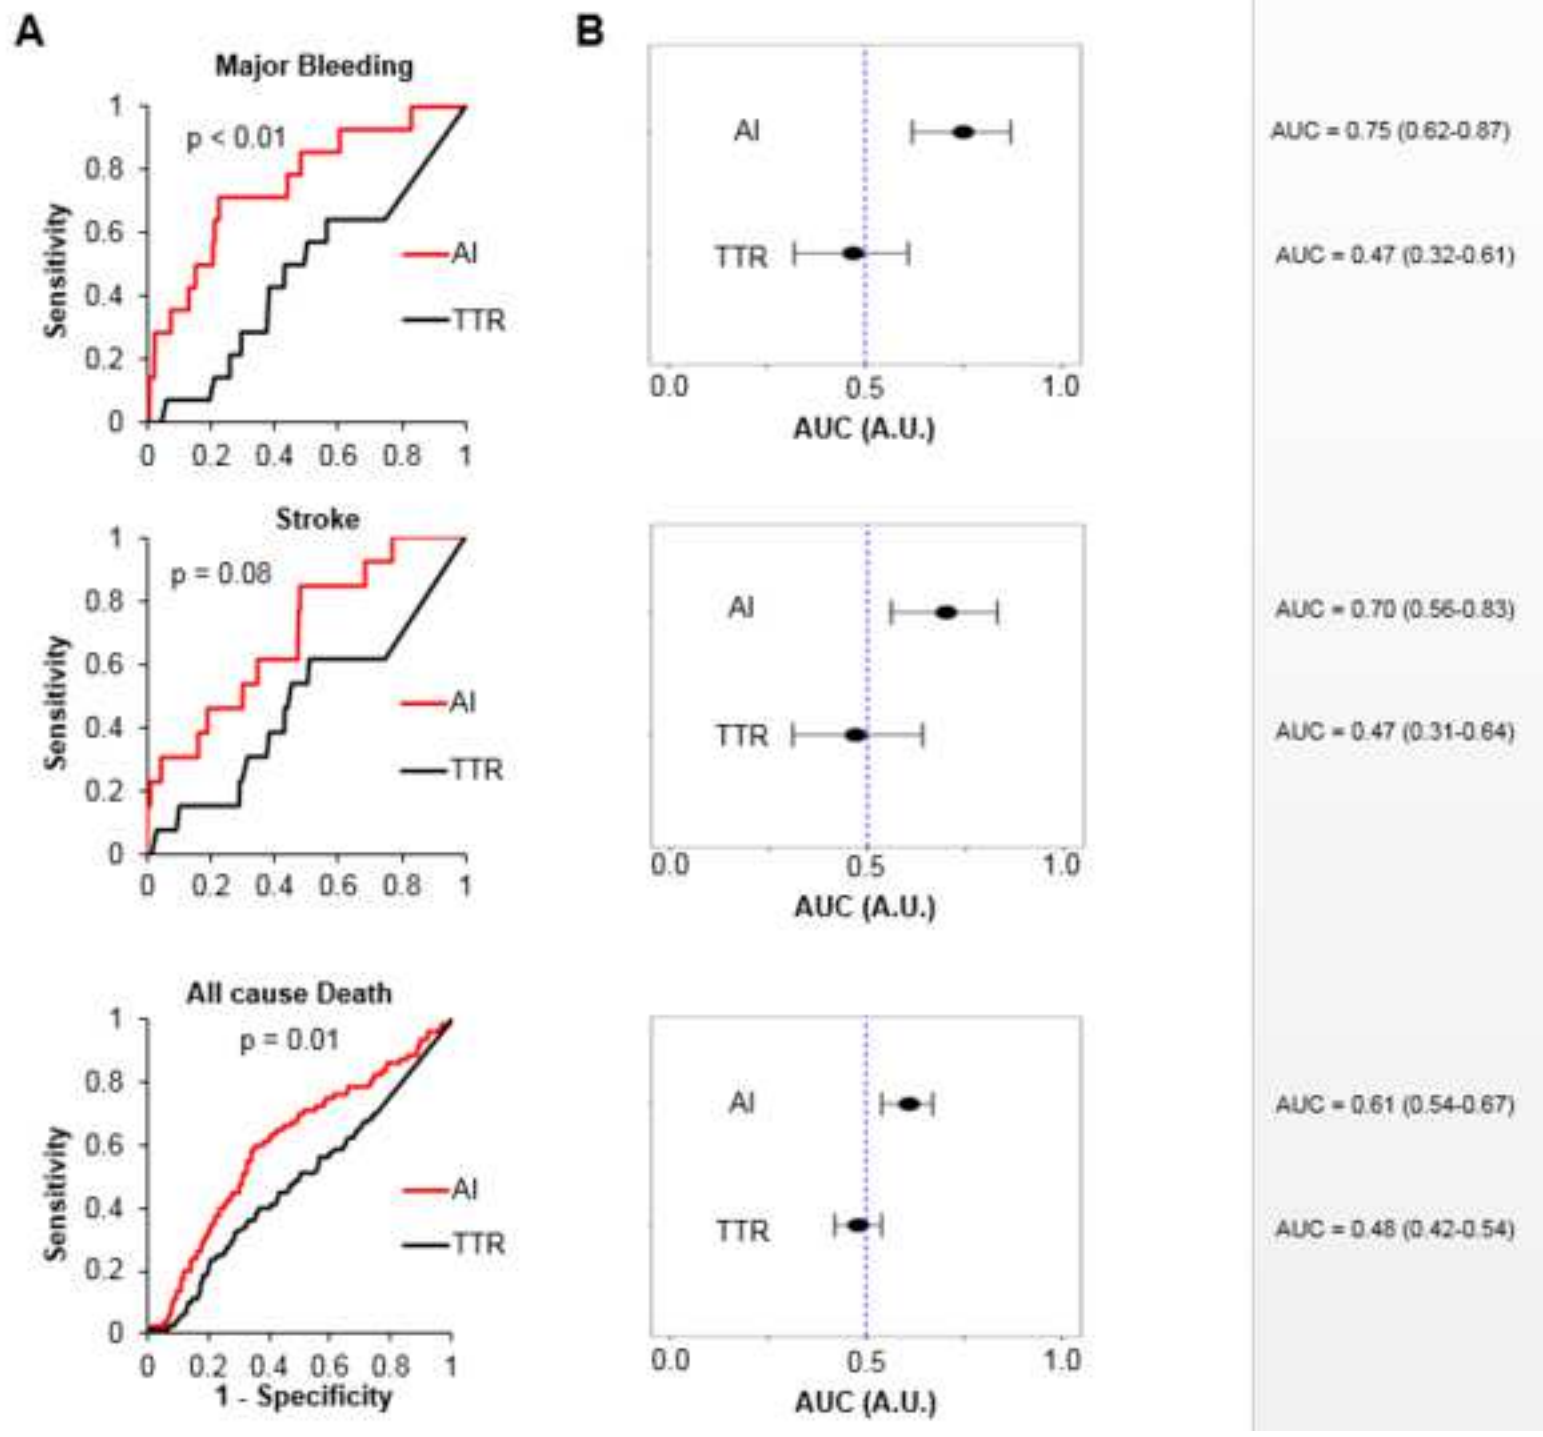 A
B
Major Bleeding
p < 0.01
Sensitivity
1
0.8
0.6
0.4
0.2
0
AI
TTR
0 0.2 0.4 0.6 0.8 1
AI
TTR
0.0 0.5 1.0
AUC (A.U.)
AUC = 0.75 (0.62-0.87)
AUC = 0.47 (0.32-0.61)
Stroke
p = 0.08
Sensitivity
1
0.8
0.6
0.4
0.2
0
AI
TTR
0 0.2 0.4 0.6 0.8 1
AI
TTR
0.0 0.5 1.0
AUC (A.U.)
AUC = 0.70 (0.56-0.83)
AUC = 0.47 (0.31-0.64)
All cause Death
p = 0.01
Sensitivity
1
0.8
0.6
0.4
0.2
0
AI
TTR
0 0.2 0.4 0.6 0.8 1
1 - Specificity
AI
TTR
0.0 0.5 1.0
AUC (A.U.)
AUC = 0.61 (0.54-0.67)
AUC = 0.48 (0.42-0.54)